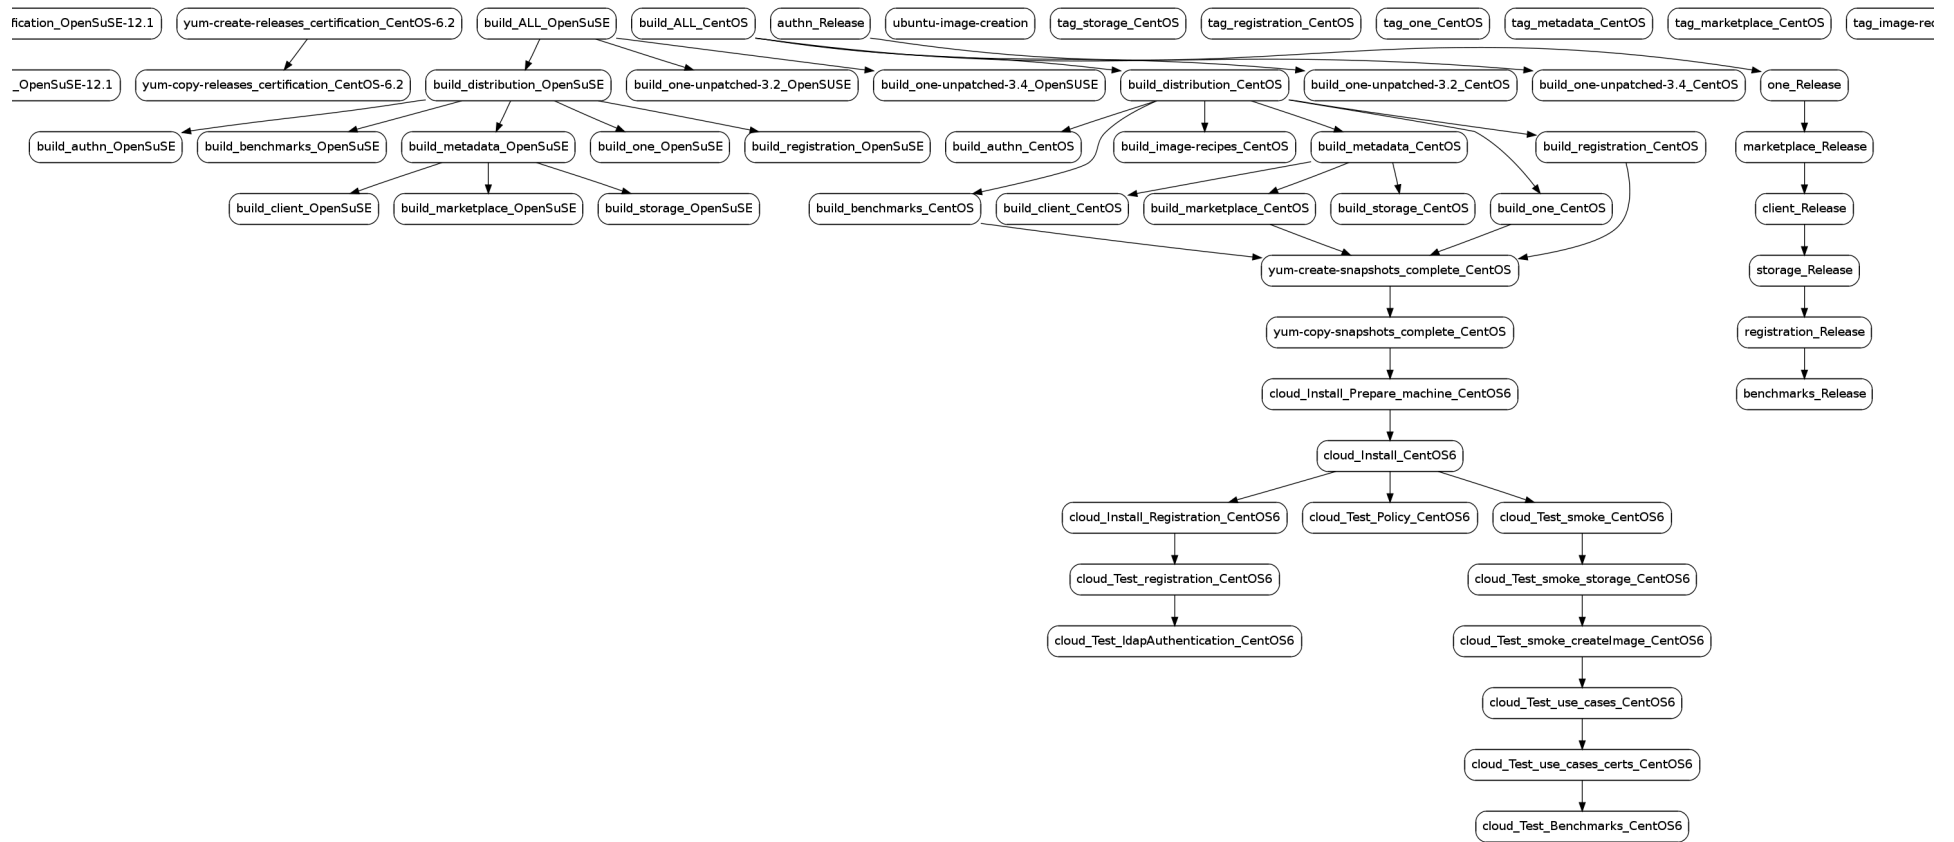 fication_OpenSuSE-12.1
yum-create-releases_certification_CentOS-6.2
build_ALL_OpenSuSE
build_ALL_CentOS
authn_Release
ubuntu-image-creation
tag_storage_CentOS
tag_registration_CentOS
tag_one_CentOS
tag_metadata_CentOS
tag_marketplace_CentOS
tag_image-rec
_OpenSuSE-12.1
yum-copy-releases_certification_CentOS-6.2
build_distribution_OpenSuSE
build_one-unpatched-3.2_OpenSUSE
build_one-unpatched-3.4_OpenSUSE
build_distribution_CentOS
build_one-unpatched-3.2_CentOS
build_one-unpatched-3.4_CentOS
one_Release
build_authn_OpenSuSE
build_benchmarks_OpenSuSE
build_metadata_OpenSuSE
build_one_OpenSuSE
build_registration_OpenSuSE
build_authn_CentOS
build_image-recipes_CentOS
build_metadata_CentOS
build_registration_CentOS
marketplace_Release
build_client_OpenSuSE
build_marketplace_OpenSuSE
build_storage_OpenSuSE
build_benchmarks_CentOS
build_client_CentOS
build_marketplace_CentOS
build_storage_CentOS
build_one_CentOS
client_Release
yum-create-snapshots_complete_CentOS
storage_Release
yum-copy-snapshots_complete_CentOS
registration_Release
cloud_Install_Prepare_machine_CentOS6
benchmarks_Release
cloud_Install_CentOS6
cloud_Install_Registration_CentOS6
cloud_Test_Policy_CentOS6
cloud_Test_smoke_CentOS6
cloud_Test_registration_CentOS6
cloud_Test_smoke_storage_CentOS6
cloud_Test_ldapAuthentication_CentOS6
cloud_Test_smoke_createImage_CentOS6
cloud_Test_use_cases_CentOS6
cloud_Test_use_cases_certs_CentOS6
cloud_Test_Benchmarks_CentOS6